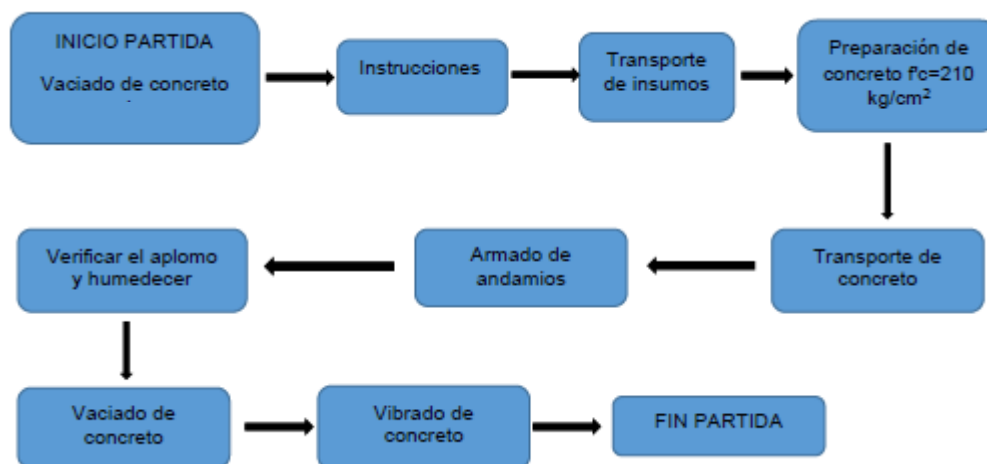 INICIO PARTIDA
Vaciado de concreto
Instrucciones
Transporte
de insumos
Preparación de
concreto f'c=210
kg/cm²
Transporte de
concreto
Armado de
andamios
Verificar el aplomo
y humedecer
Vaciado de
concreto
Vibrado de
concreto
FIN PARTIDA